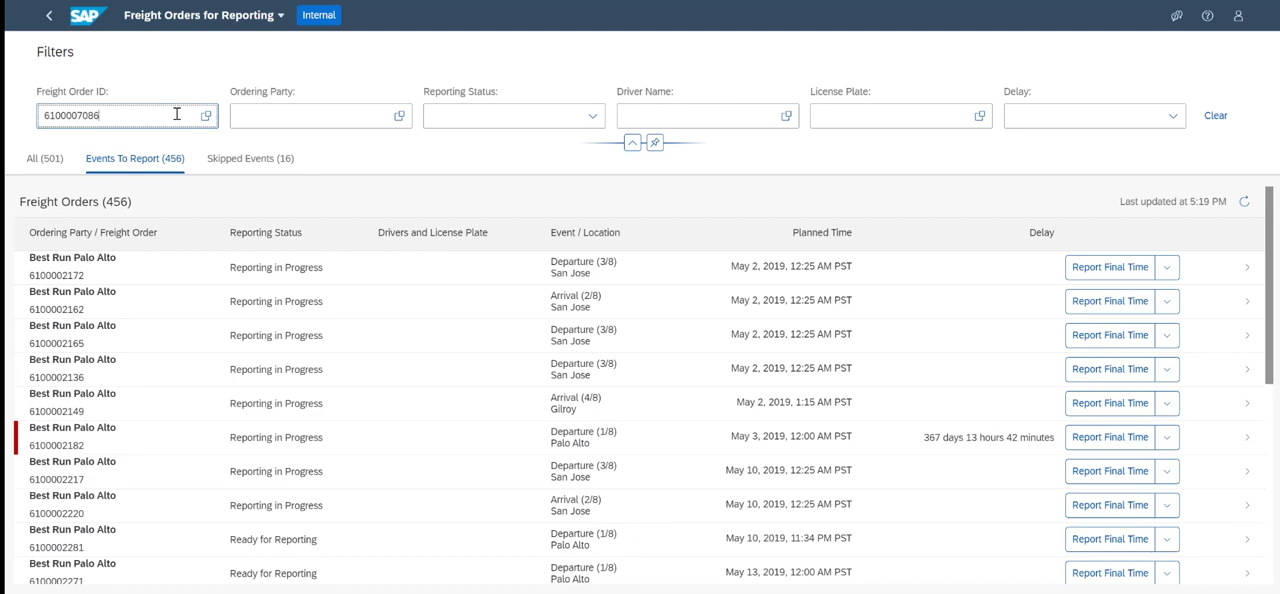 SAP Freight Orders for Reporting Internal
Filters
Freight Order ID: Ordering Party: Reporting Status: Driver Name: License Plate: Delay:
6100007086 Clear
All (501) Events To Report (456) Skipped Events (16)
Freight Orders (456) Last updated at 5:19 PM
Ordering Party / Freight Order Reporting Status Drivers and License Plate Event / Location Planned Time Delay
Best Run Palo Alto
6100002172 Reporting in Progress Departure (3/8) San Jose May 2, 2019, 12:25 AM PST Report Final Time
Best Run Palo Alto
6100002162 Reporting in Progress Arrival (2/8) San Jose May 2, 2019, 12:25 AM PST Report Final Time
Best Run Palo Alto
6100002165 Reporting in Progress Departure (3/8) San Jose May 2, 2019, 12:25 AM PST Report Final Time
Best Run Palo Alto
6100002136 Reporting in Progress Departure (3/8) San Jose May 2, 2019, 12:25 AM PST Report Final Time
Best Run Palo Alto
6100002149 Reporting in Progress Arrival (4/8) Gilroy May 2, 2019, 1:15 AM PST Report Final Time
Best Run Palo Alto
6100002182 Reporting in Progress Departure (1/8) Palo Alto May 3, 2019, 12:00 AM PST 367 days 13 hours 42 minutes Report Final Time
Best Run Palo Alto
6100002217 Reporting in Progress Departure (3/8) San Jose May 10, 2019, 12:25 AM PST Report Final Time
Best Run Palo Alto
6100002220 Reporting in Progress Arrival (2/8) San Jose May 10, 2019, 12:25 AM PST Report Final Time
Best Run Palo Alto
6100002281 Ready for Reporting Departure (1/8) Palo Alto May 10, 2019, 11:34 PM PST Report Final Time
Best Run Palo Alto
6100002271 Ready for Reporting Departure (1/8) Palo Alto May 13, 2019, 12:00 AM PST Report Final Time